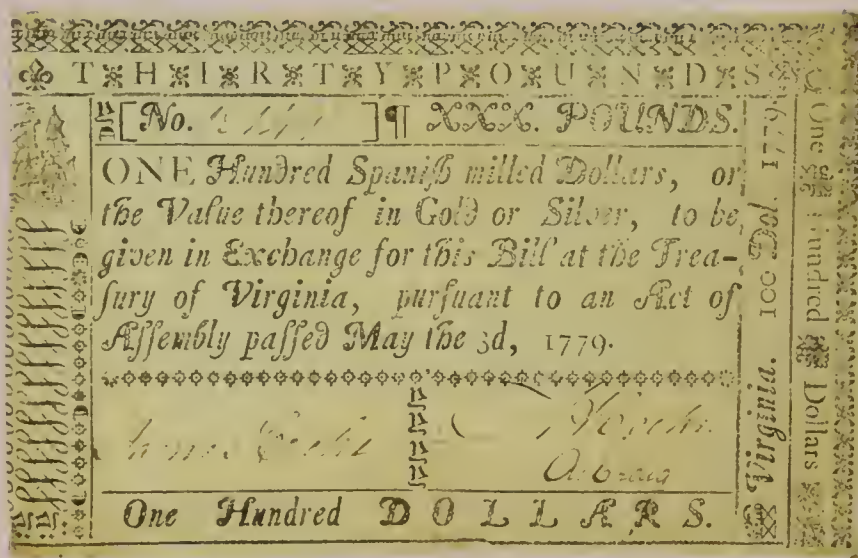 THIRTY POUNDS
[No. ] ¶ XXX. POUNDS.
ONE Hundred Spaniſh milled Dollars, or
the Value thereof in Gold or Silver, to be
given in Exchange for this Bill at the Trea-
ſury of Virginia, purſuant to an Act of
Aſſembly paſſed May the 3d, 1779.
One Hundred DOLLARS.
Virginia. 100 Dol. 1779.
One Hundred Dollars